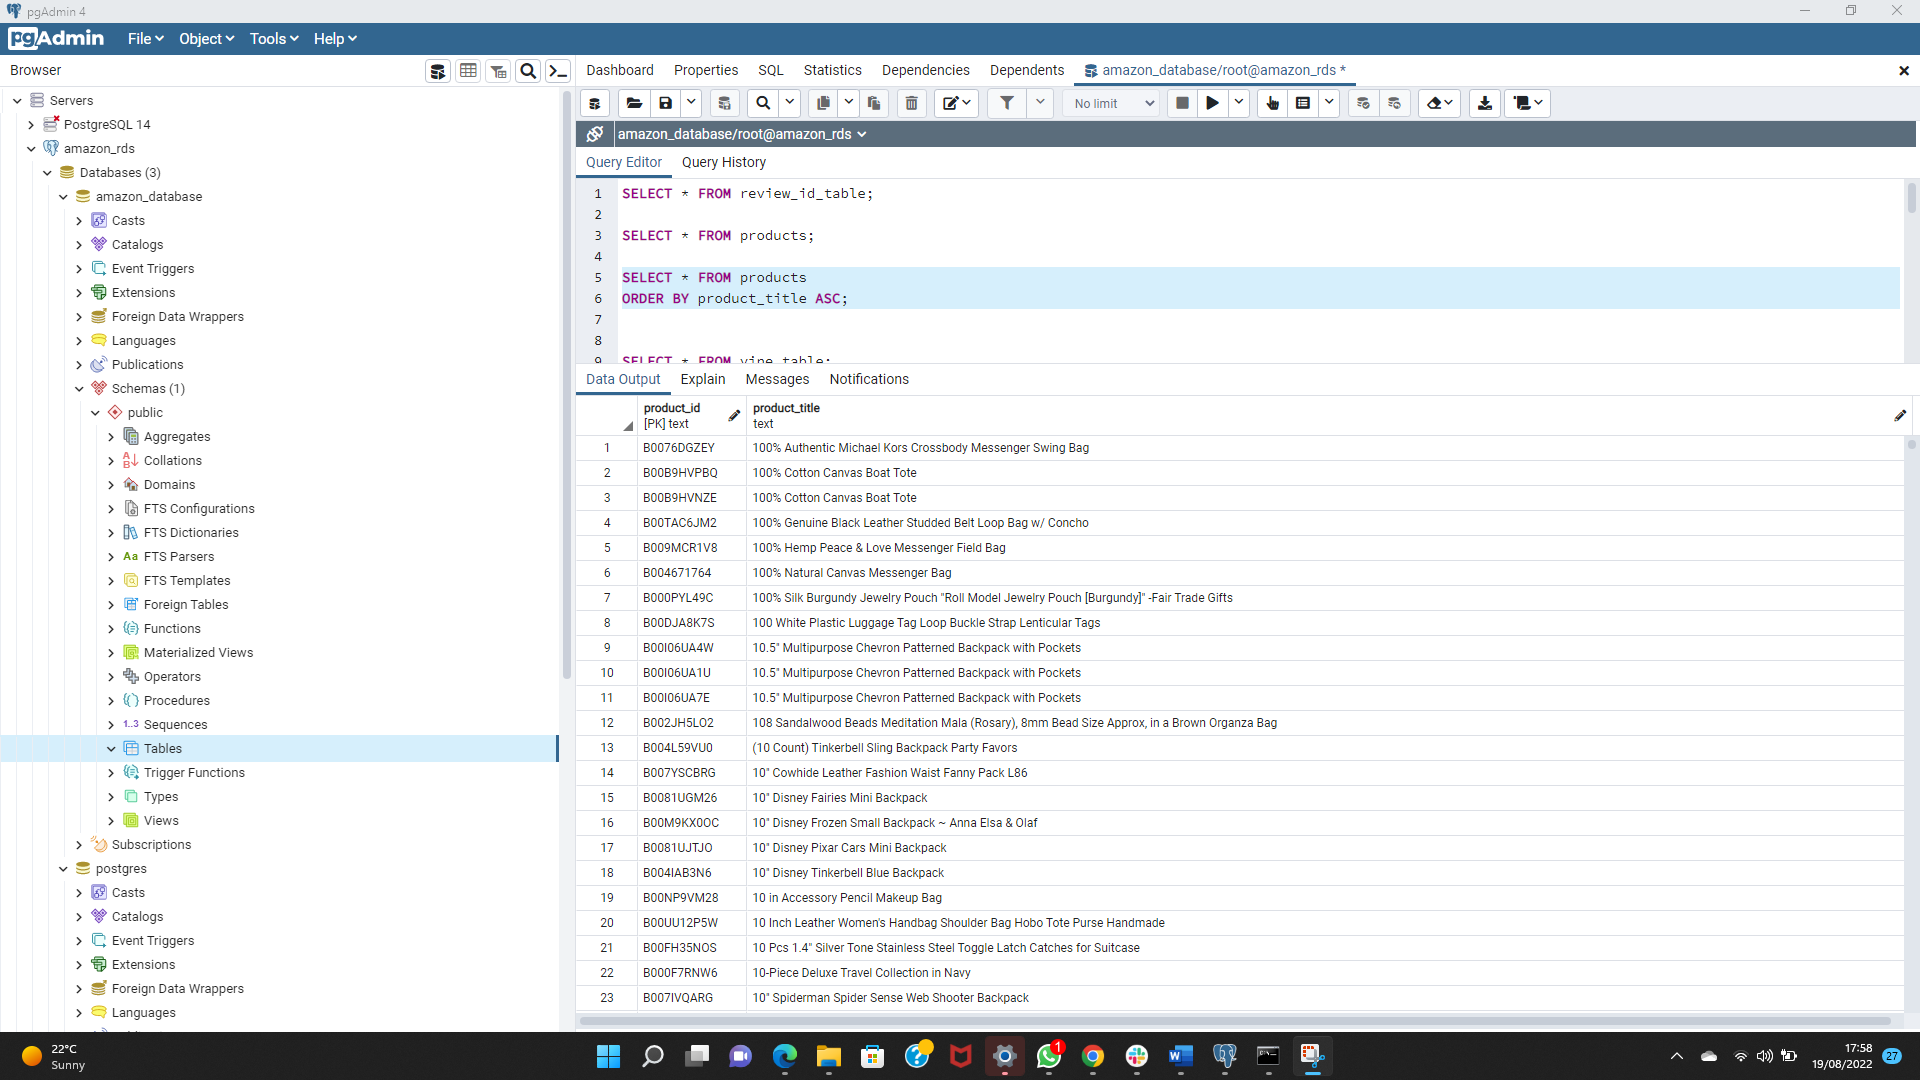 pgAdmin 4
pgAdmin
File
Object
Tools
Help
Browser
Dashboard
Properties
SQL
Statistics
Dependencies
Dependents
amazon_database/root@amazon_rds *
No limit
amazon_database/root@amazon_rds
Query Editor
Query History
Servers
PostgreSQL 14
amazon_rds
Databases (3)
amazon_database
Casts
Catalogs
Event Triggers
Extensions
Foreign Data Wrappers
Languages
Publications
Schemas (1)
public
Aggregates
Collations
Domains
FTS Configurations
FTS Dictionaries
FTS Parsers
FTS Templates
Foreign Tables
Functions
Materialized Views
Operators
Procedures
1..3 Sequences
Tables
Trigger Functions
Types
Views
Subscriptions
postgres
Casts
Catalogs
Event Triggers
Extensions
Foreign Data Wrappers
Languages
1 SELECT * FROM review_id_table;
2
3 SELECT * FROM products;
4
5 SELECT * FROM products
6 ORDER BY product_title ASC;
7
8
9 SELECT * FROM vine_table;
Data Output
Explain
Messages
Notifications
product_id
[PK] text
product_title
text
1 B0076DGZEY 100% Authentic Michael Kors Crossbody Messenger Swing Bag
2 B00B9HVPBQ 100% Cotton Canvas Boat Tote
3 B00B9HVNZE 100% Cotton Canvas Boat Tote
4 B00TAC6JM2 100% Genuine Black Leather Studded Belt Loop Bag w/ Concho
5 B009MCR1V8 100% Hemp Peace & Love Messenger Field Bag
6 B004671764 100% Natural Canvas Messenger Bag
7 B000PYL49C 100% Silk Burgundy Jewelry Pouch "Roll Model Jewelry Pouch [Burgundy]" -Fair Trade Gifts
8 B00DJA8K7S 100 White Plastic Luggage Tag Loop Buckle Strap Lenticular Tags
9 B00I06UA4W 10.5" Multipurpose Chevron Patterned Backpack with Pockets
10 B00I06UA1U 10.5" Multipurpose Chevron Patterned Backpack with Pockets
11 B00I06UA7E 10.5" Multipurpose Chevron Patterned Backpack with Pockets
12 B002JH5LO2 108 Sandalwood Beads Meditation Mala (Rosary), 8mm Bead Size Approx, in a Brown Organza Bag
13 B004L59VU0 (10 Count) Tinkerbell Sling Backpack Party Favors
14 B007YSCBRG 10" Cowhide Leather Fashion Waist Fanny Pack L86
15 B0081UGM26 10" Disney Fairies Mini Backpack
16 B00M9KX0OC 10" Disney Frozen Small Backpack ~ Anna Elsa & Olaf
17 B0081UJTJO 10" Disney Pixar Cars Mini Backpack
18 B004IAB3N6 10" Disney Tinkerbell Blue Backpack
19 B00NP9VM28 10 in Accessory Pencil Makeup Bag
20 B00UU12P5W 10 Inch Leather Women's Handbag Shoulder Bag Hobo Tote Purse Handmade
21 B00FH35NOS 10 Pcs 1.4" Silver Tone Stainless Steel Toggle Latch Catches for Suitcase
22 B000F7RNW6 10-Piece Deluxe Travel Collection in Navy
23 B007IVQARG 10" Spiderman Spider Sense Web Shooter Backpack
22°C
Sunny
1
17:58
19/08/2022
27